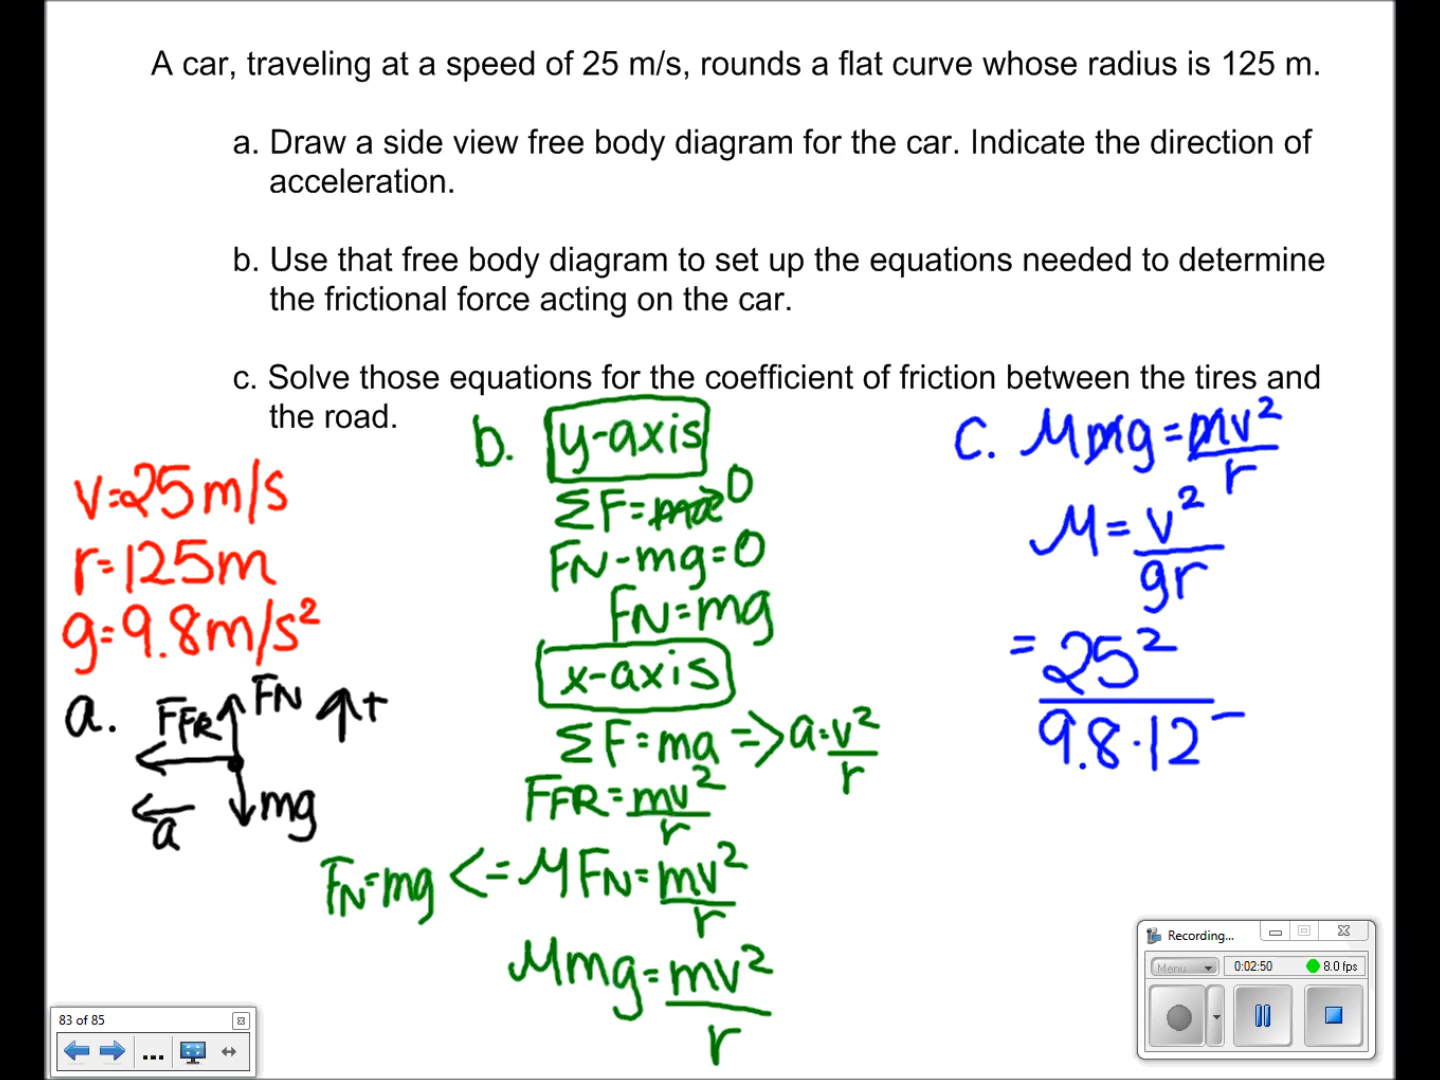 A car, traveling at a speed of 25 m/s, rounds a flat curve whose radius is 125 m.
a. Draw a side view free body diagram for the car. Indicate the direction of
acceleration.
b. Use that free body diagram to set up the equations needed to determine
the frictional force acting on the car.
c. Solve those equations for the coefficient of friction between the tires and
the road.
v=25m/s
r=125m
g=9.8m/s²
a. FFR FN ↑+
mg
a
b. y-axis
ΣF=ma 0
FN-mg=0
FN=mg
x-axis
ΣF=ma => a=v²/r
FFR=mv²/r
FN=mg <= μFN=mv²/r
μmg=mv²/r
c. μmg=mv²/r
μ=v²/gr
=25²/9.8·12
Recording...
Menu 0:02:50 8.0 fps
83 of 85
...